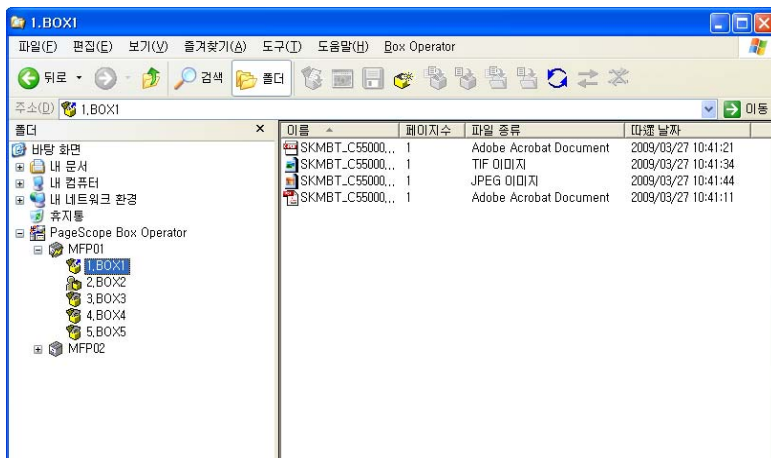 1.BOX1
파일(F) 편집(E) 보기(V) 즐겨찾기(A) 도구(T) 도움말(H) Box Operator
뒤로 검색 폴더
주소(D) 1.BOX1 이동
폴더 x
이름 페이지수 파일 종류 따遝 날짜
바탕 화면
내 문서
내 컴퓨터
내 네트워크 환경
휴지통
PageScope Box Operator
MFP01
1.BOX1
2.BOX2
3.BOX3
4.BOX4
5.BOX5
MFP02
SKMBT_C55000... 1 Adobe Acrobat Document 2009/03/27 10:41:21
SKMBT_C55000... 1 TIF 이미지 2009/03/27 10:41:34
SKMBT_C55000... 1 JPEG 이미지 2009/03/27 10:41:44
SKMBT_C55000... 1 Adobe Acrobat Document 2009/03/27 10:41:11